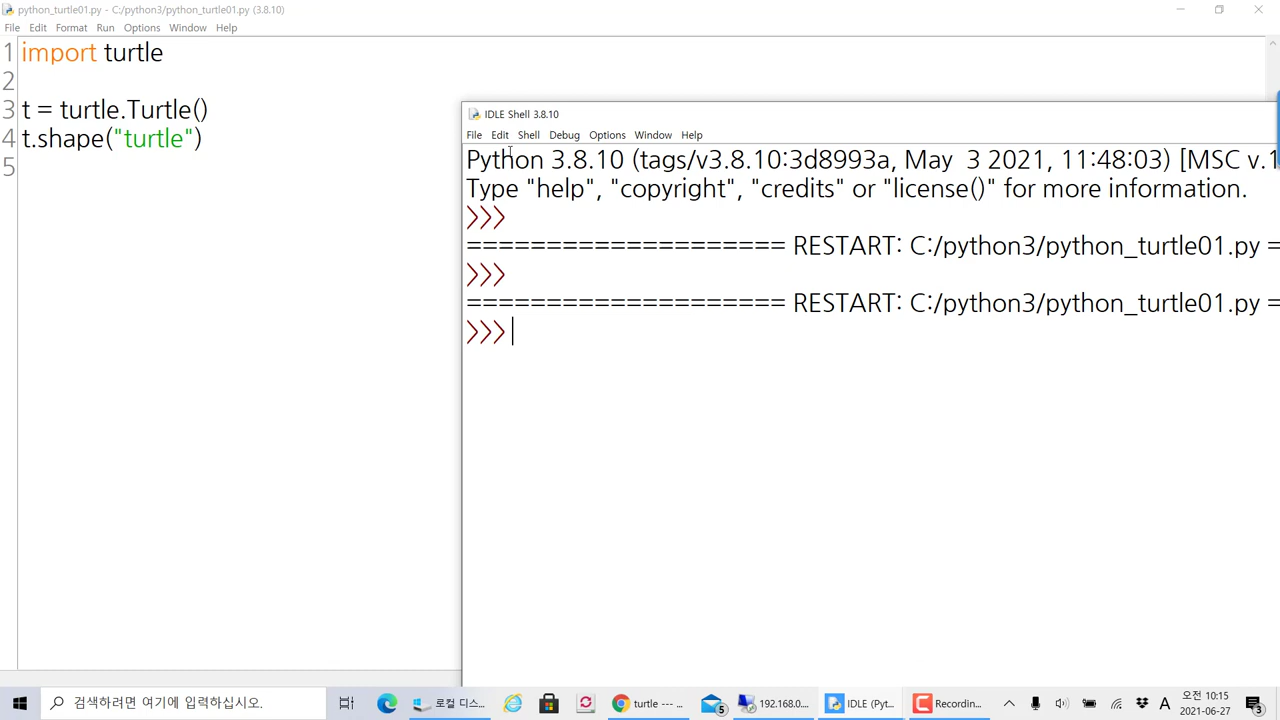 python_turtle01.py - C:/python3/python_turtle01.py (3.8.10)
File Edit Format Run Options Window Help
1 import turtle
2
3 t = turtle.Turtle()
4 t.shape("turtle")
5
IDLE Shell 3.8.10
File Edit Shell Debug Options Window Help
Python 3.8.10 (tags/v3.8.10:3d8993a, May  3 2021, 11:48:03) [MSC v.1
Type "help", "copyright", "credits" or "license()" for more information.
>>>
==================== RESTART: C:/python3/python_turtle01.py =
>>>
==================== RESTART: C:/python3/python_turtle01.py =
>>>
검색하려면 여기에 입력하십시오.
로컬 디스...
turtle --- ...
5
192.168.0...
IDLE (Pyt...
Recordin...
A
오전 10:15
2021-06-27
3